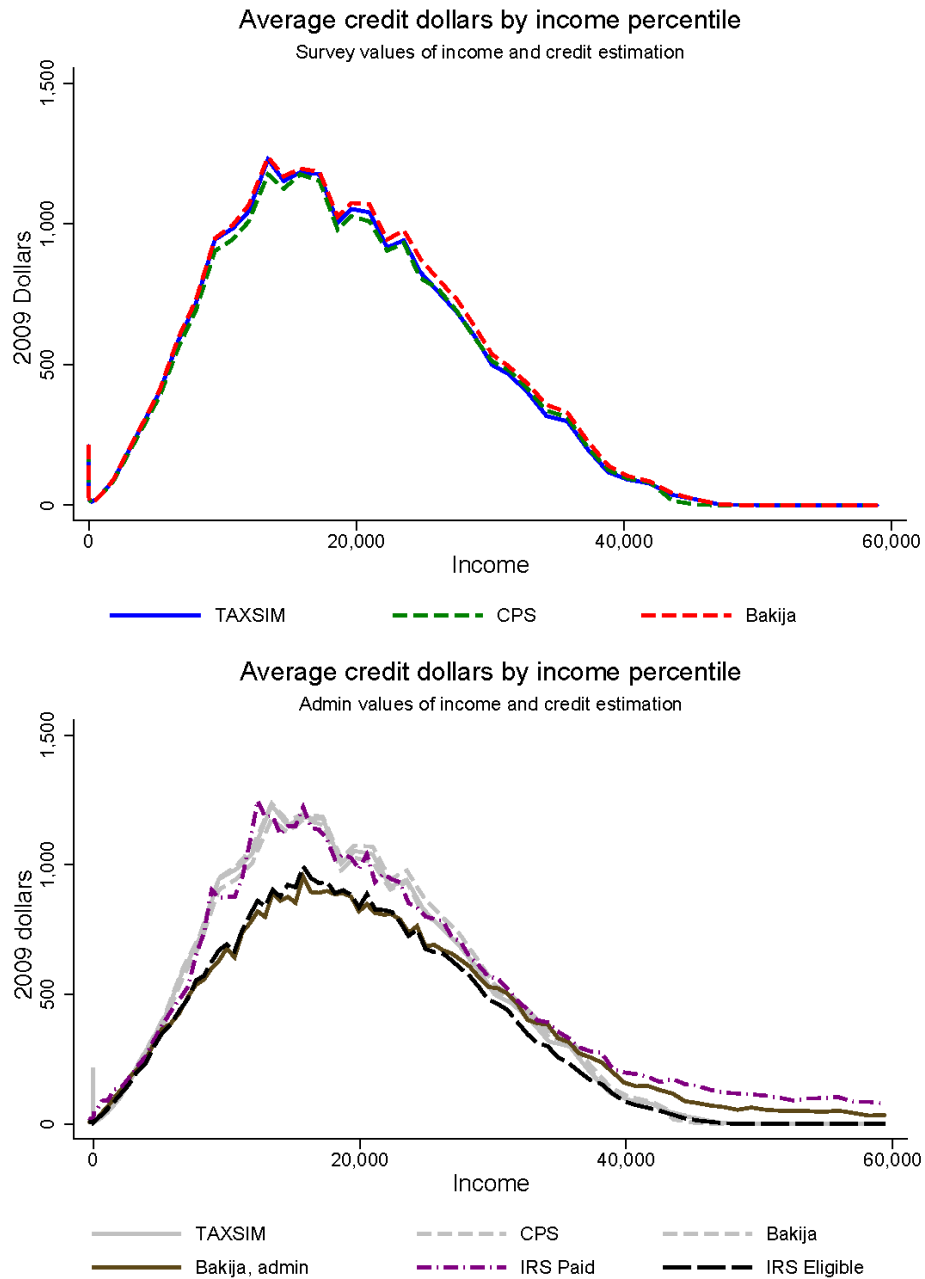 Average credit dollars by income percentile
Survey values of income and credit estimation
1,500
1,000
500
0
2009 Dollars
0 20,000 40,000 60,000
Income
TAXSIM CPS Bakija
Average credit dollars by income percentile
Admin values of income and credit estimation
1,500
1,000
500
0
2009 dollars
0 20,000 40,000 60,000
Income
TAXSIM CPS Bakija
Bakija, admin IRS Paid IRS Eligible